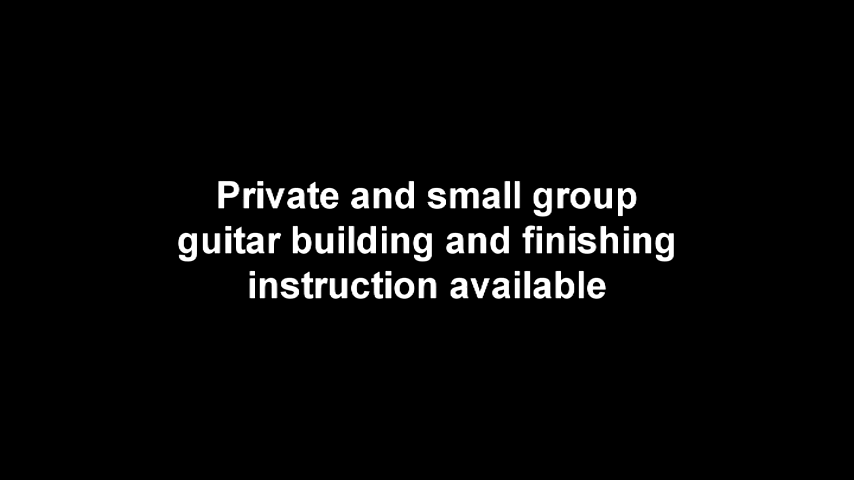 Private and small group
guitar building and finishing
instruction available